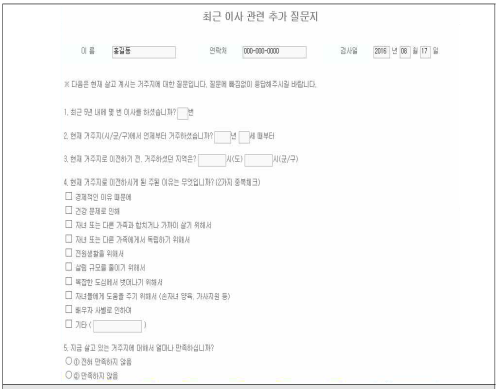 최근 이사 관련 추가 질문지
이 름 홍길동 연락처 000-0000-0000 검사일 2016 년 08 월 17 일
※ 다음은 현재 살고 계시는 거주지에 대한 질문입니다. 질문에 빠짐없이 응답해주시길 바랍니다.
1. 최근 5년 내에 몇 번 이사를 하셨습니까? 번
2. 현재 거주지(시/군/구)에서 언제부터 거주하셨습니까? 년 세 때부터
3. 현재 거주지로 이전하기 전, 거주하셨던 지역은? 시(도) 시(군/구)
4. 현재 거주지로 이전하시게 된 주된 이유는 무엇입니까? (2가지 중복체크)
□ 경제적인 이유 때문에
□ 건강 문제로 인해
□ 자녀 또는 다른 가족과 합치거나 가까이 살기 위해서
□ 자녀 또는 다른 가족에게서 독립하기 위해서
□ 전원생활을 위해서
□ 살림 규모를 줄이기 위해서
□ 복잡한 도심에서 벗어나기 위해서
□ 자녀들에게 도움을 주기 위해서 (손자녀 양육, 가사지원 등)
□ 배우자 사별로 인하여
□ 기타 ( )
5. 지금 살고 있는 거주지에 대해서 얼마나 만족하십니까?
○ ① 전혀 만족하지 않음
○ ② 만족하지 않음